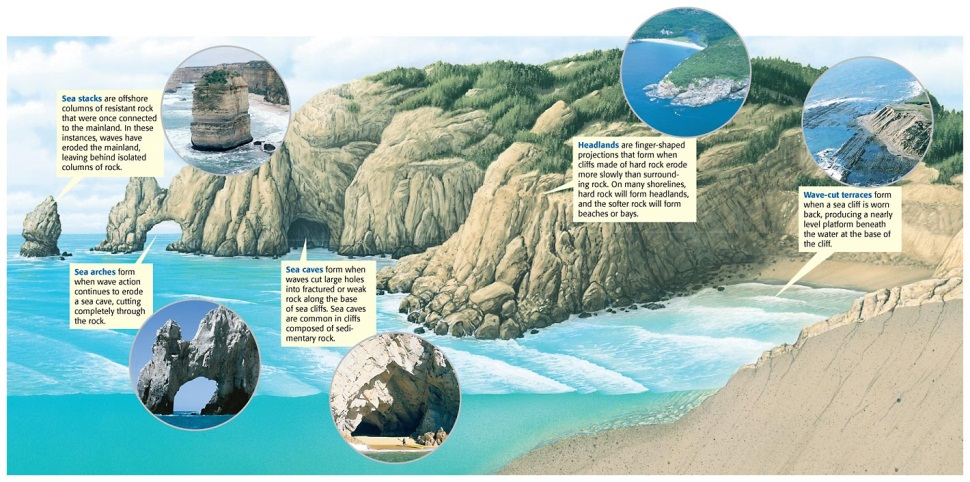 Sea stacks are offshore
columns of resistant rock
that were once connected
to the mainland. In these
instances, waves have
eroded the mainland,
leaving behind isolated
columns of rock.
Sea arches form
when wave action
continues to erode
a sea cave, cutting
completely through
the rock.
Sea caves form when
waves cut large holes
into fractured or weak
rock along the base
of sea cliffs. Sea caves
are common in cliffs
composed of sedi-
mentary rock.
Headlands are finger-shaped
projections that form when
cliffs made of hard rock erode
more slowly than surround-
ing rock. On many shorelines,
hard rock will form headlands,
and the softer rock will form
beaches or bays.
Wave-cut terraces form
when a sea cliff is worn
back, producing a nearly
level platform beneath
the water at the base of
the cliff.